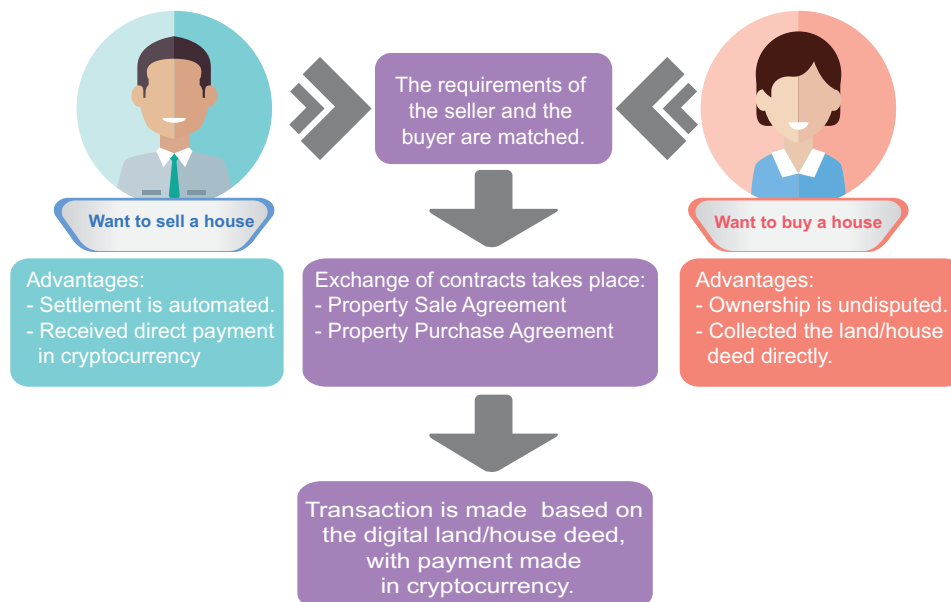 The requirements of
the seller and the
buyer are matched.
Want to sell a house
Want to buy a house
Advantages:
- Settlement is automated.
- Received direct payment
in cryptocurrency
Exchange of contracts takes place:
- Property Sale Agreement
- Property Purchase Agreement
Advantages:
- Ownership is undisputed.
- Collected the land/house
deed directly.
Transaction is made based on
the digital land/house deed,
with payment made
in cryptocurrency.